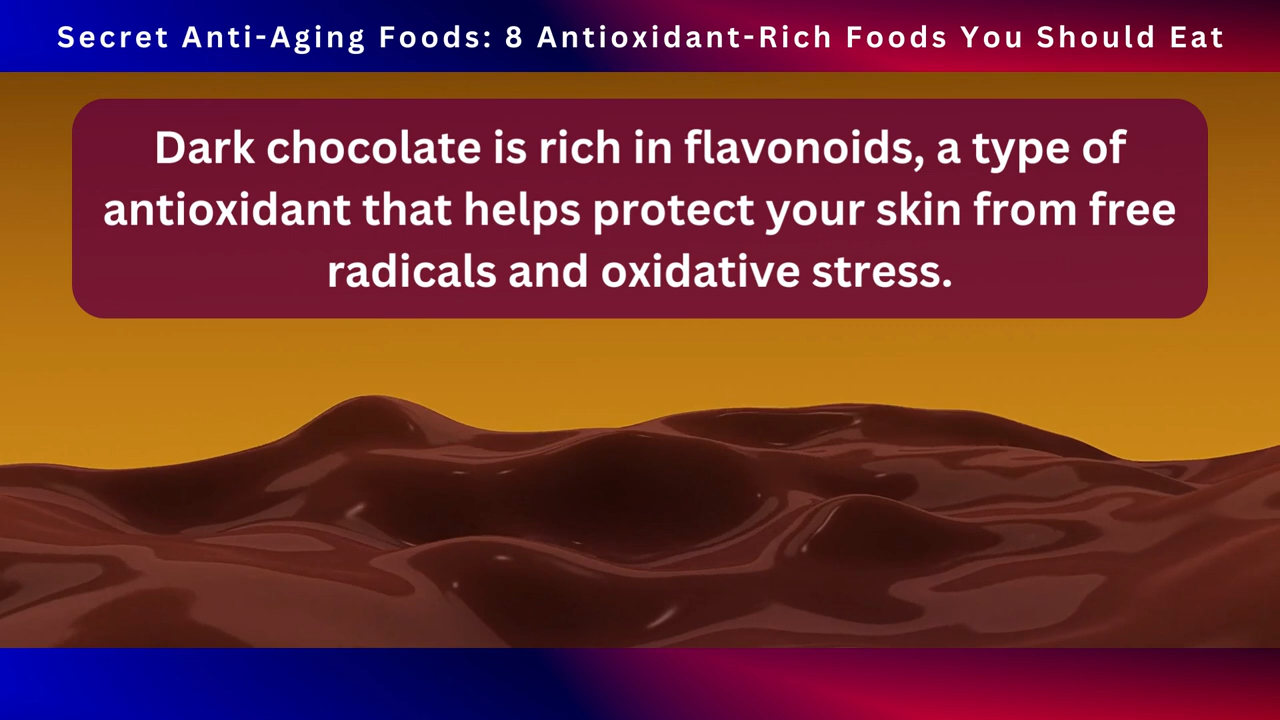 Secret Anti-Aging Foods: 8 Antioxidant-Rich Foods You Should Eat
Dark chocolate is rich in flavonoids, a type of
antioxidant that helps protect your skin from free
radicals and oxidative stress.